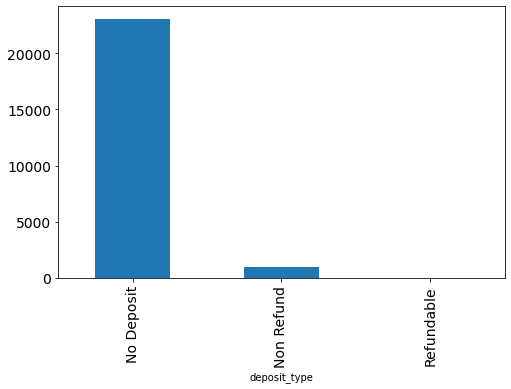 20000
15000
10000
5000
0
No Deposit
Non Refund
Refundable
deposit_type